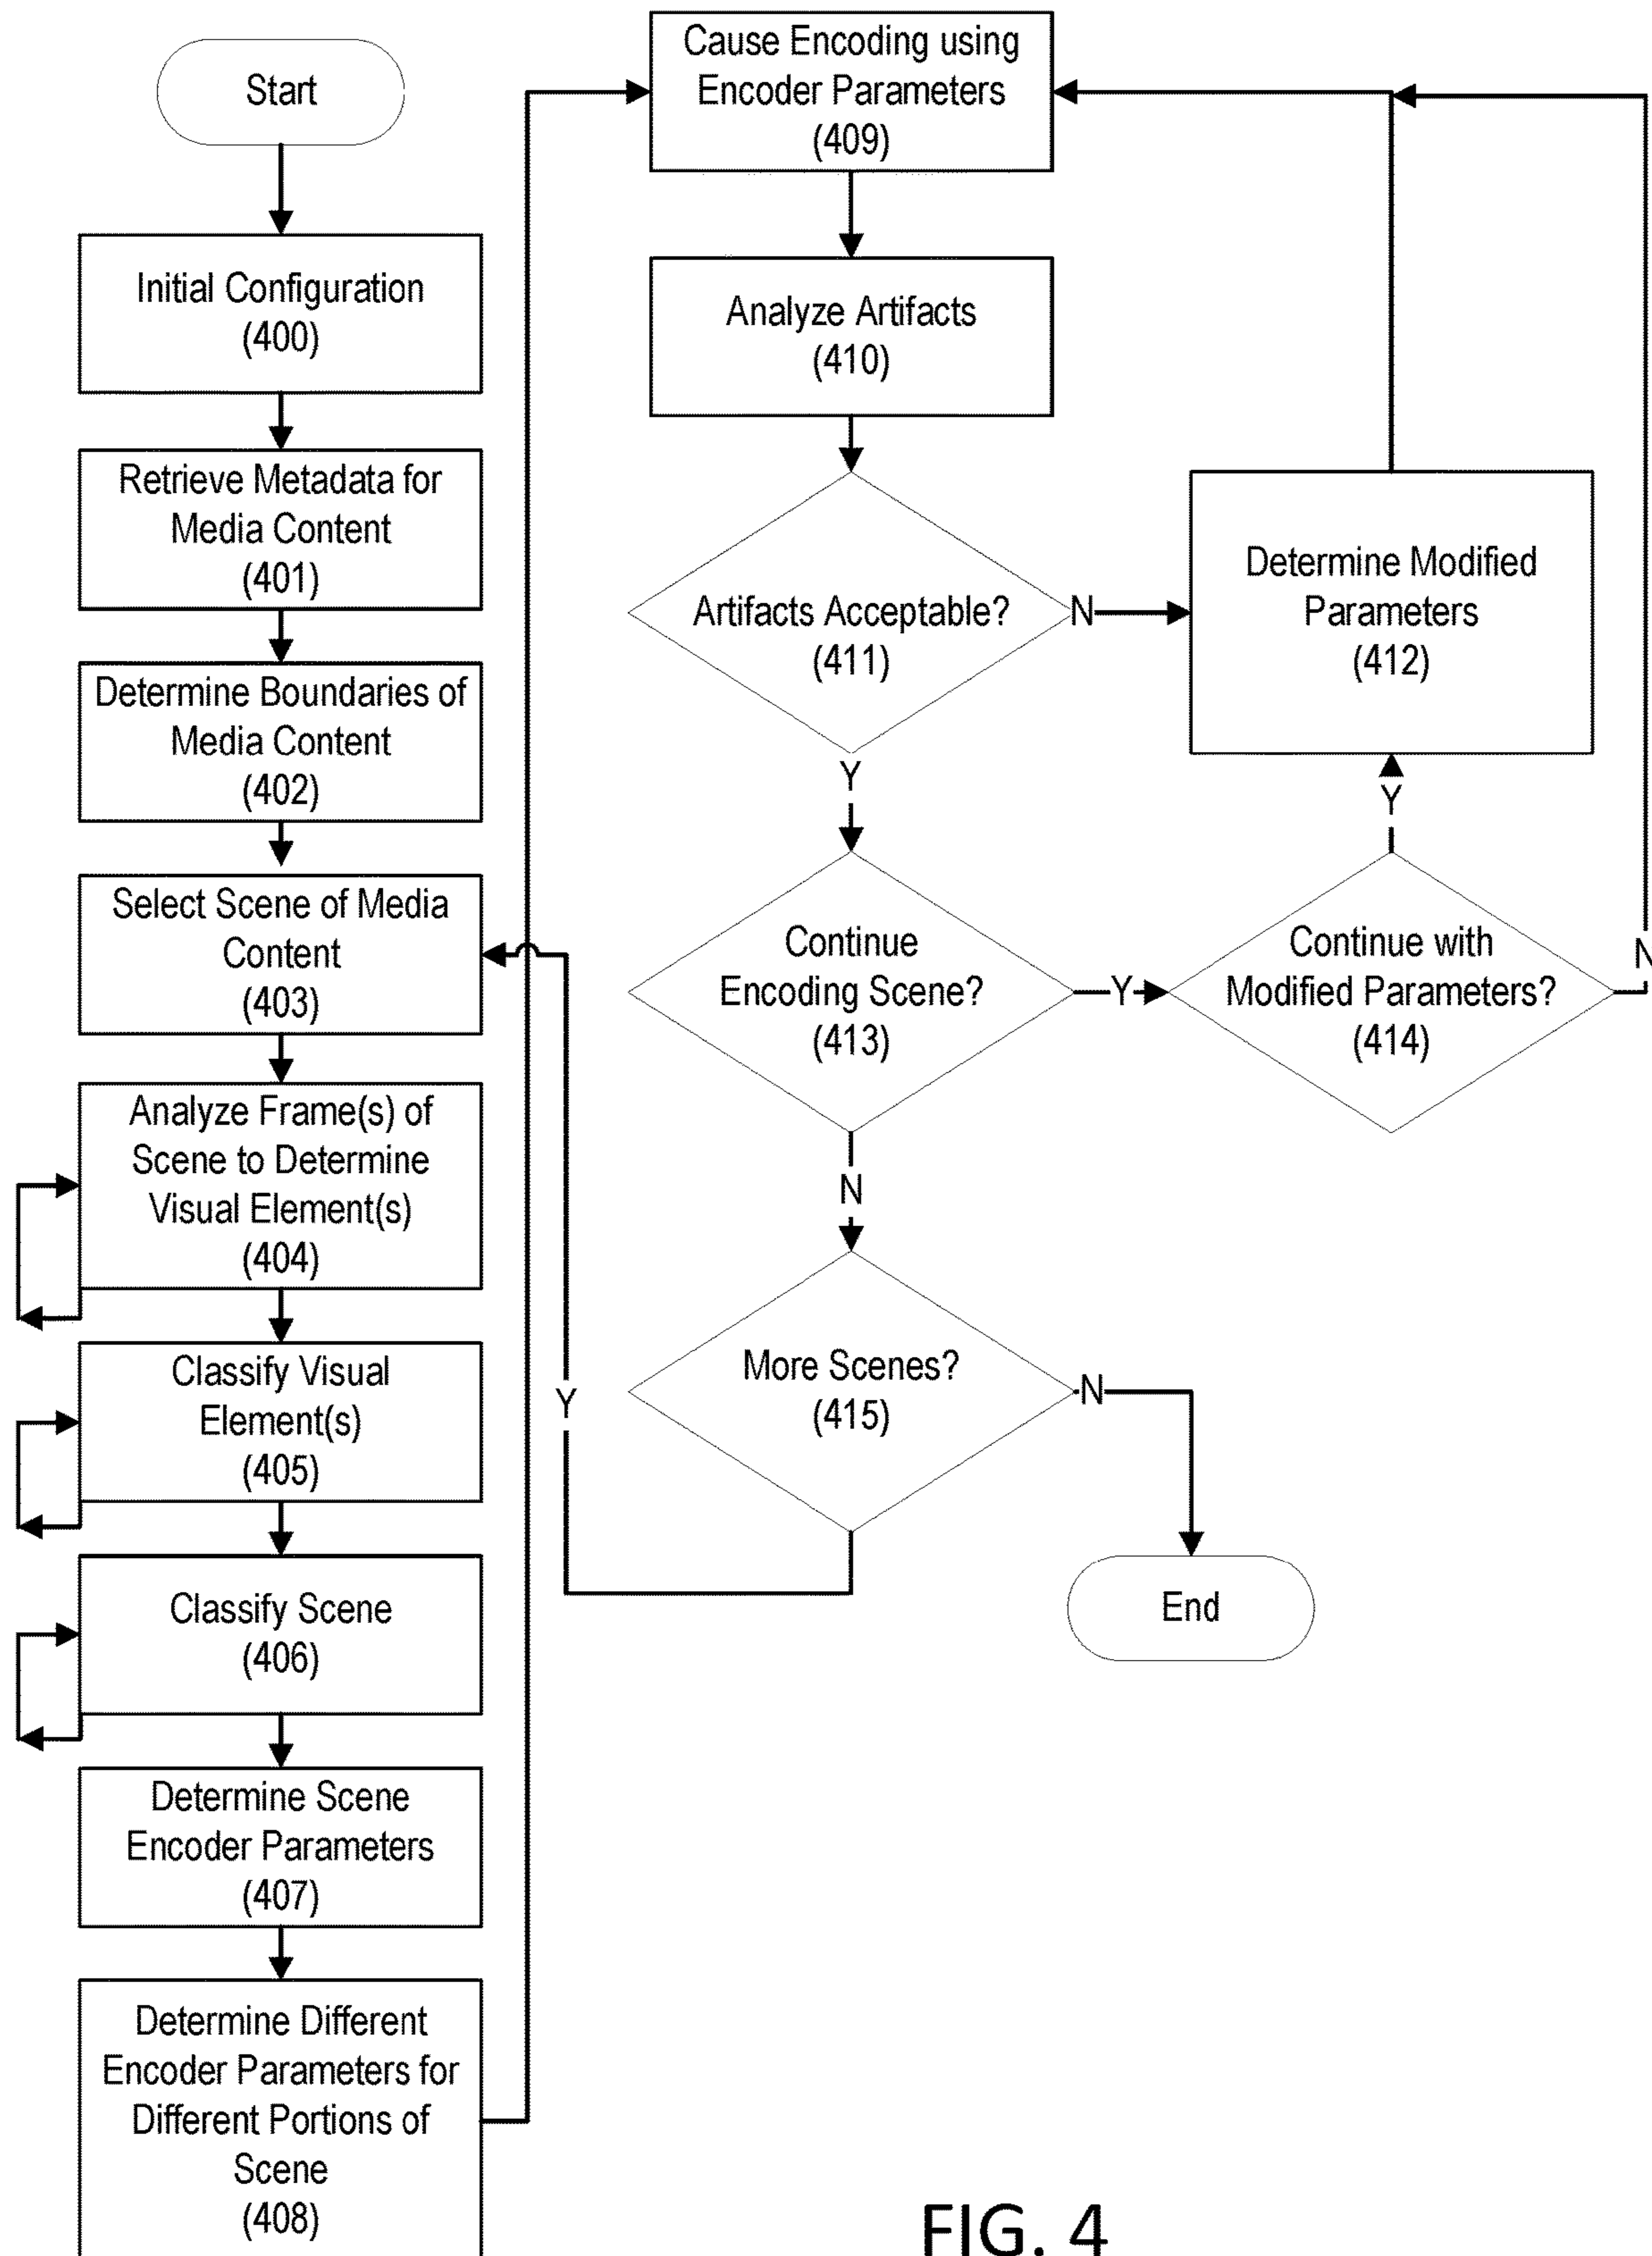 Start
Initial Configuration
(400)
Retrieve Metadata for
Media Content
(401)
Determine Boundaries of
Media Content
(402)
Select Scene of Media
Content
(403)
Analyze Frame(s) of
Scene to Determine
Visual Element(s)
(404)
Classify Visual
Element(s)
(405)
Classify Scene
(406)
Determine Scene
Encoder Parameters
(407)
Determine Different
Encoder Parameters for
Different Portions of
Scene
(408)
Cause Encoding using
Encoder Parameters
(409)
Analyze Artifacts
(410)
Artifacts Acceptable?
(411)
N
Determine Modified
Parameters
(412)
Y
Continue
Encoding Scene?
(413)
Y
Continue with
Modified Parameters?
(414)
Y
N
N
More Scenes?
(415)
Y
N
End
FIG. 4